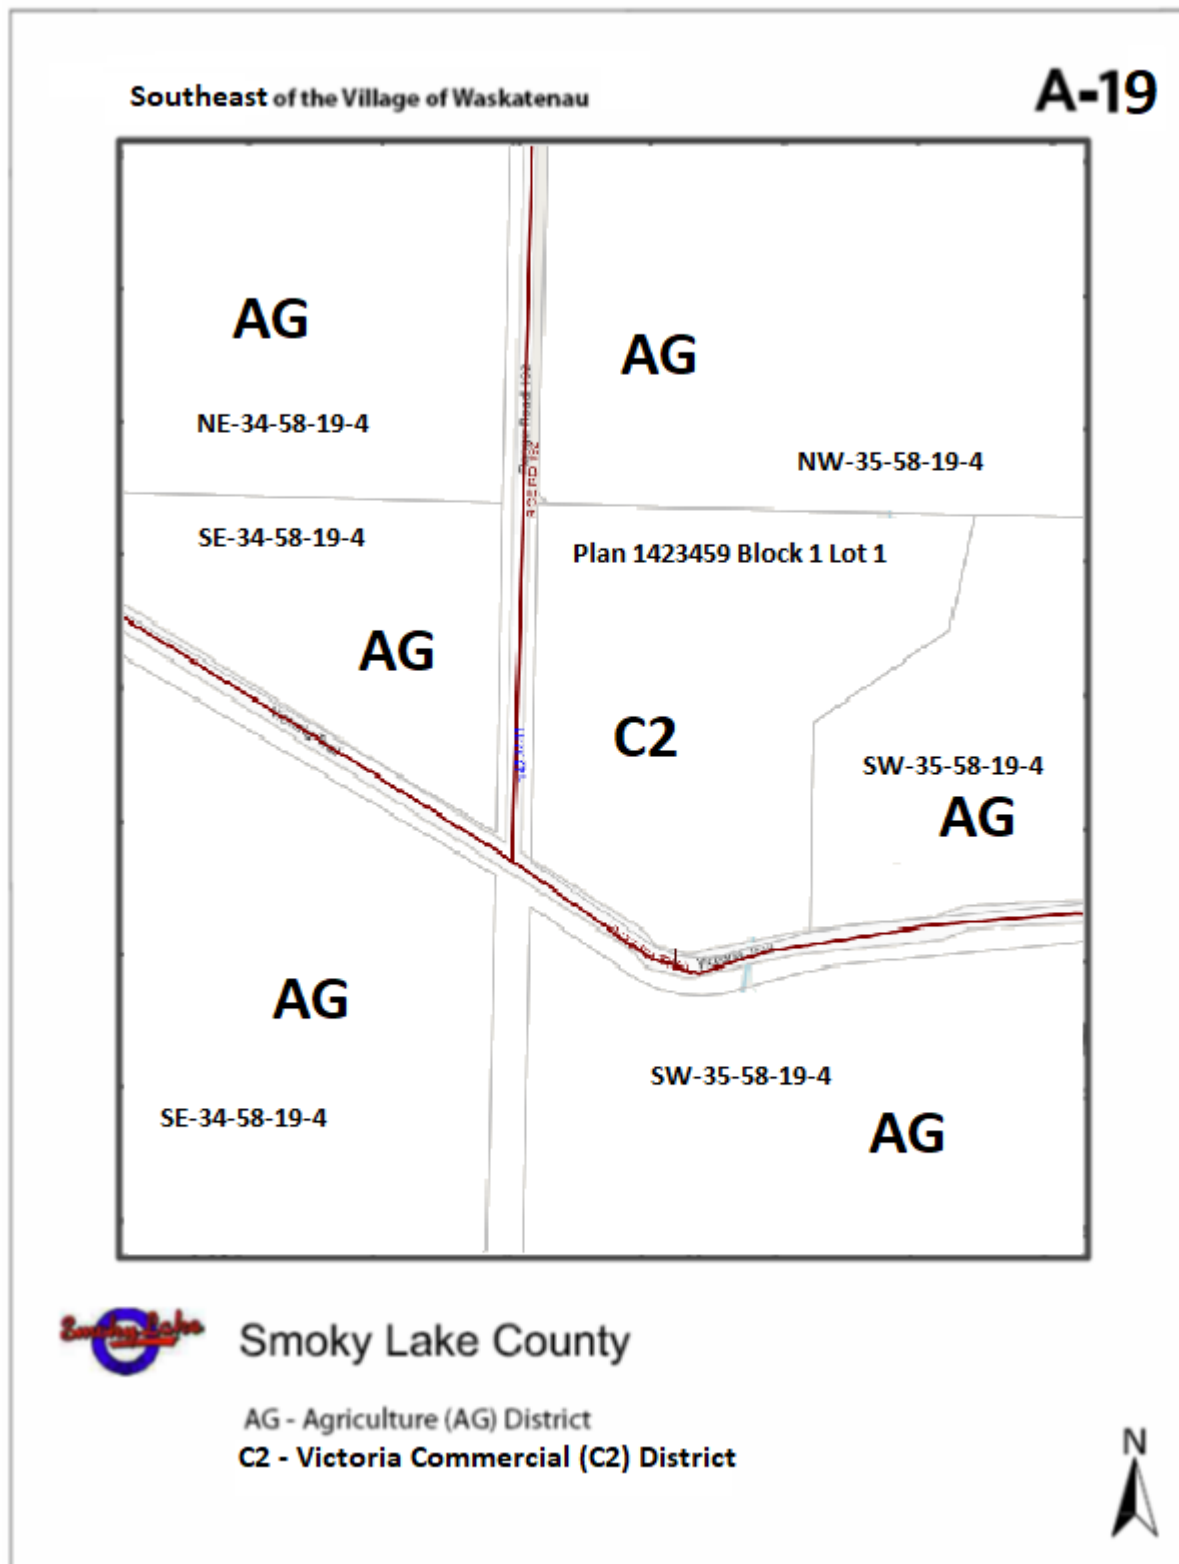 Southeast of the Village of Waskatenau
A-19
AG
AG
NE-34-58-19-4
NW-35-58-19-4
SE-34-58-19-4
Plan 1423459 Block 1 Lot 1
AG
C2
SW-35-58-19-4
AG
AG
SW-35-58-19-4
SE-34-58-19-4
AG
Smoky Lake
Smoky Lake County
AG - Agriculture (AG) District
C2 - Victoria Commercial (C2) District
N